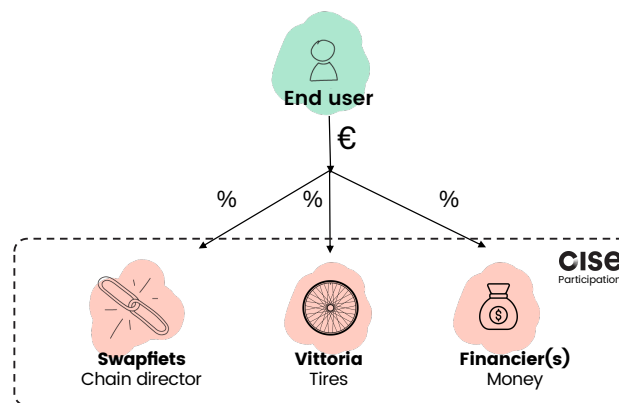 End user
€
% % %
cise
Participation
Swapfiets Vittoria Financier(s)
Chain director Tires Money